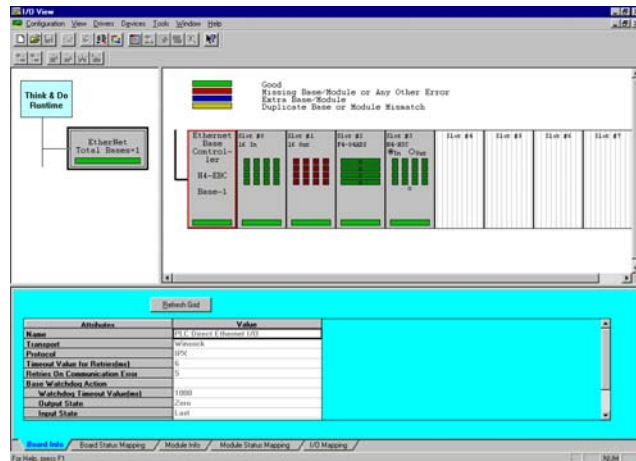 I/O View
Configuration View Drivers Devices Tools Window Help
Think & Do
Runtime
EtherNet
Total Bases=1
Good
Missing Base/Module or Any Other Error
Extra Base/Module
Duplicate Base or Module Mismatch
Ethernet
Base
Control-
ler
H4-EBC
Base-1
Slot #0
16 In
Slot #1
16 Out
Slot #2
F4-04ADS
Slot #3
In Out
Slot #4
Slot #5
Slot #6
Slot #7
Refresh Grid
Attributes Value
Name PLC Direct Ethernet I/O
Transport Winsock
Protocol IPX
Timeout Value for Retries(ms) 6
Retries On Communication Error 5
Base Watchdog Action
Watchdog Timeout Value(ms) 1000
Output State Zero
Input State Last
Board Info Board Status Mapping Module Info Module Status Mapping I/O Mapping
For Help, press F1 NUM